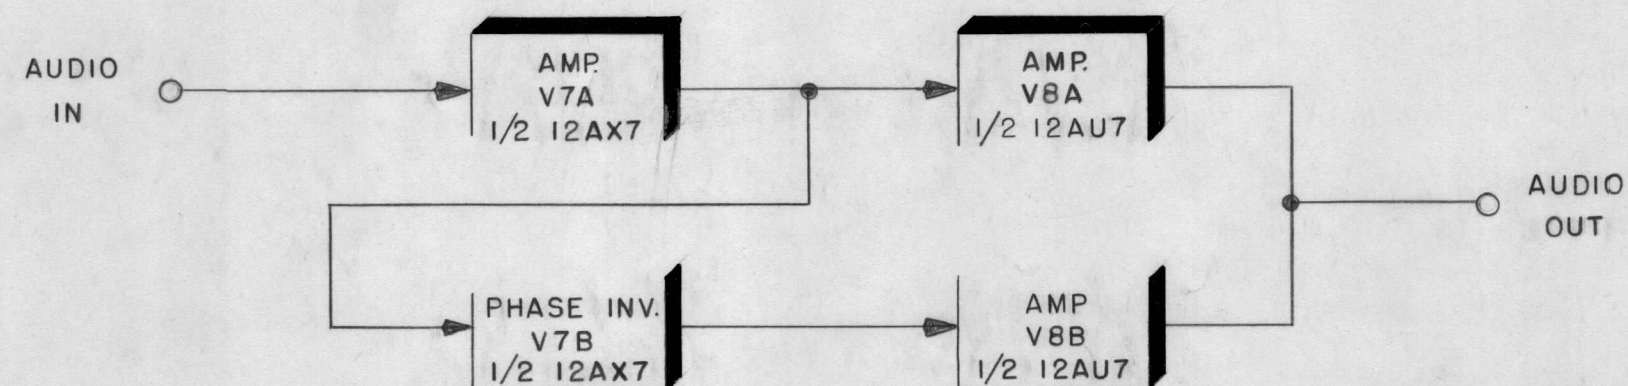 AUDIO
IN
AMP.
V7A
1/2 12AX7
AMP.
V8A
1/2 12AU7
AUDIO
OUT
PHASE INV.
V7B
1/2 12AX7
AMP
V8B
1/2 12AU7